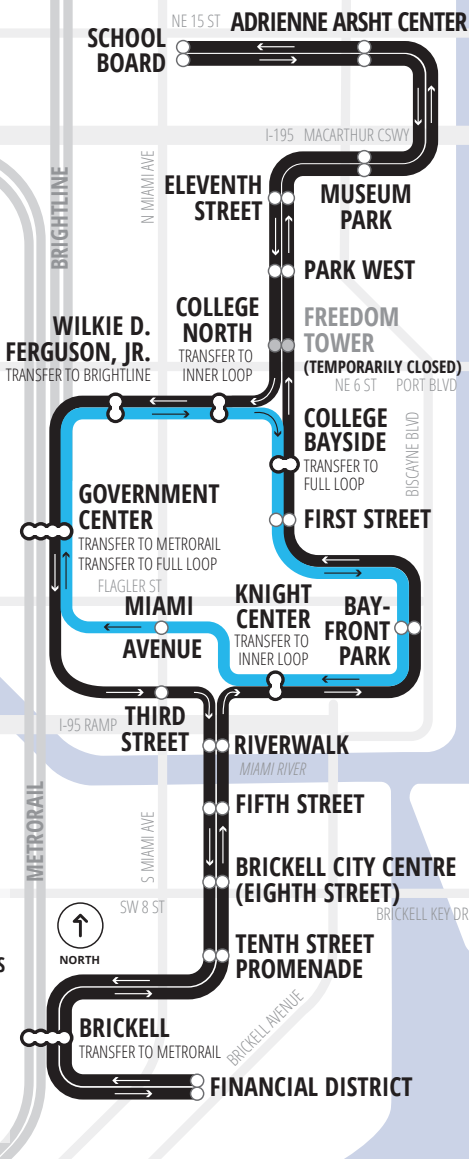 NE 15 ST
ADRIENNE ARSHT CENTER
SCHOOL
BOARD
I-195 MACARTHUR CSWY
BRIGHTLINE
N MIAMI AVE
ELEVENTH
STREET
MUSEUM
PARK
PARK WEST
COLLEGE
NORTH
TRANSFER TO
INNER LOOP
FREEDOM
TOWER
(TEMPORARILY CLOSED)
WILKIE D.
FERGUSON, JR.
TRANSFER TO BRIGHTLINE
NE 6 ST
PORT BLVD
COLLEGE
BAYSIDE
TRANSFER TO
FULL LOOP
BISCAYNE BLVD
GOVERNMENT
CENTER
TRANSFER TO METRORAIL
TRANSFER TO FULL LOOP
FIRST STREET
FLAGLER ST
MIAMI
AVENUE
KNIGHT
CENTER
TRANSFER TO
INNER LOOP
BAY-
FRONT
PARK
I-95 RAMP
THIRD
STREET
RIVERWALK
MIAMI RIVER
METRORAIL
FIFTH STREET
S MIAMI AVE
BRICKELL CITY CENTRE
(EIGHTH STREET)
SW 8 ST
BRICKELL KEY DR
NORTH
S
TENTH STREET
PROMENADE
BRICKELL
TRANSFER TO METRORAIL
BRICKELL AVENUE
FINANCIAL DISTRICT